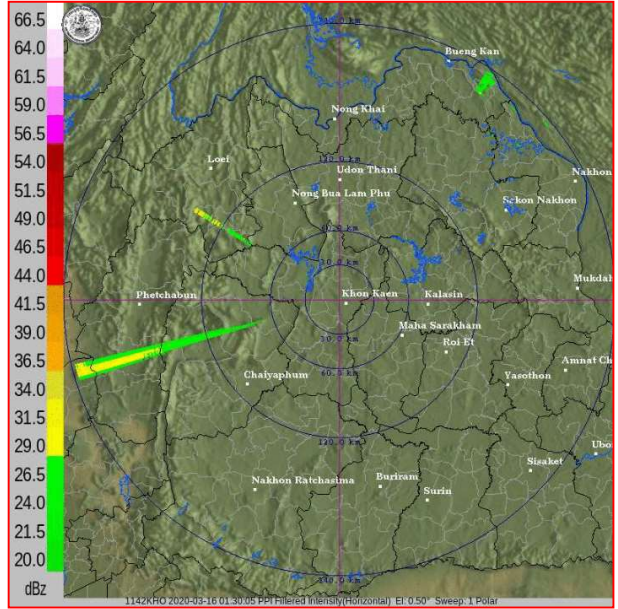 66.5
64.0
61.5
59.0
56.5
54.0
51.5
49.0
46.5
44.0
41.5
39.0
36.5
34.0
31.5
29.0
26.5
24.0
21.5
20.0
dBz
Bueng Kan
Nong Khai
Loei
Udon Thani
Nakhon
Nong Bua Lam Phu
Sakon Nakhon
Mukdah
Phetchabun
Khon Kaen
Kalasin
Maha Sarakham
Roi Et
Amnat Ch
Chaiyaphum
Yasothon
120.0 km
Ubo
Sisaket
Nakhon Ratchasima
Buriram
Surin
1142KHO 2020-03-16 01:30:05 PPI Filtered Intensity(Horizontal) El: 0.50° Sweep: 1 Polar